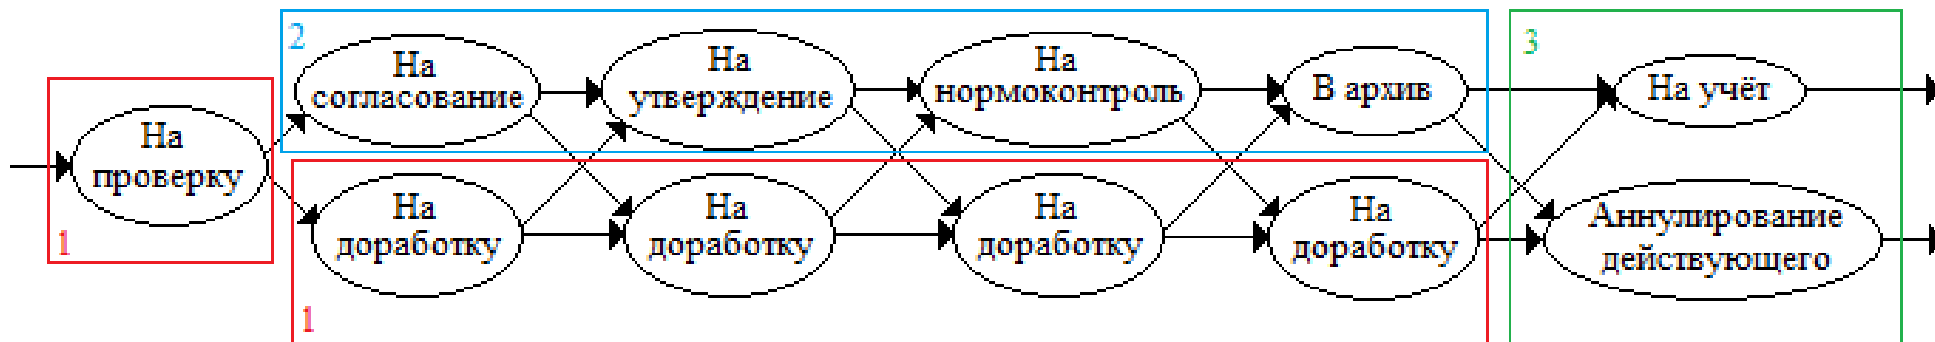 2
3
На
согласование
На
утверждение
На
нормоконтроль
В архив
На учёт
На
проверку
1
На
доработку
На
доработку
На
доработку
На
доработку
Аннулирование
действующего
1